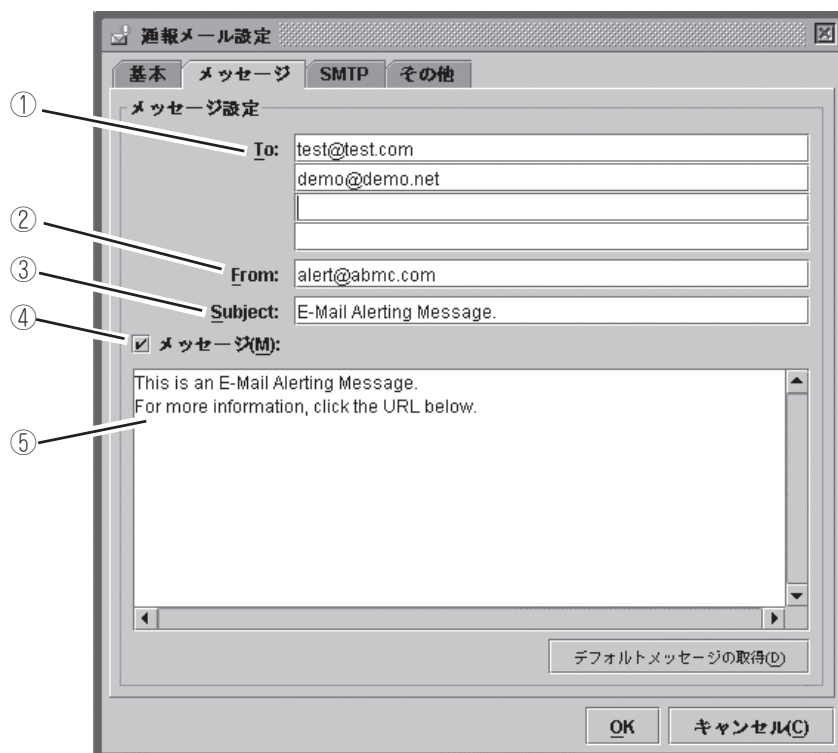 通報メール設定
基本 メッセージ SMTP その他
メッセージ設定
① To: test@test.com
demo@demo.net
② From: alert@abmc.com
③ Subject: E-Mail Alerting Message.
④ メッセージ(M):
This is an E-Mail Alerting Message.
For more information, click the URL below.
⑤
デフォルトメッセージの取得(D)
OK キャンセル(C)